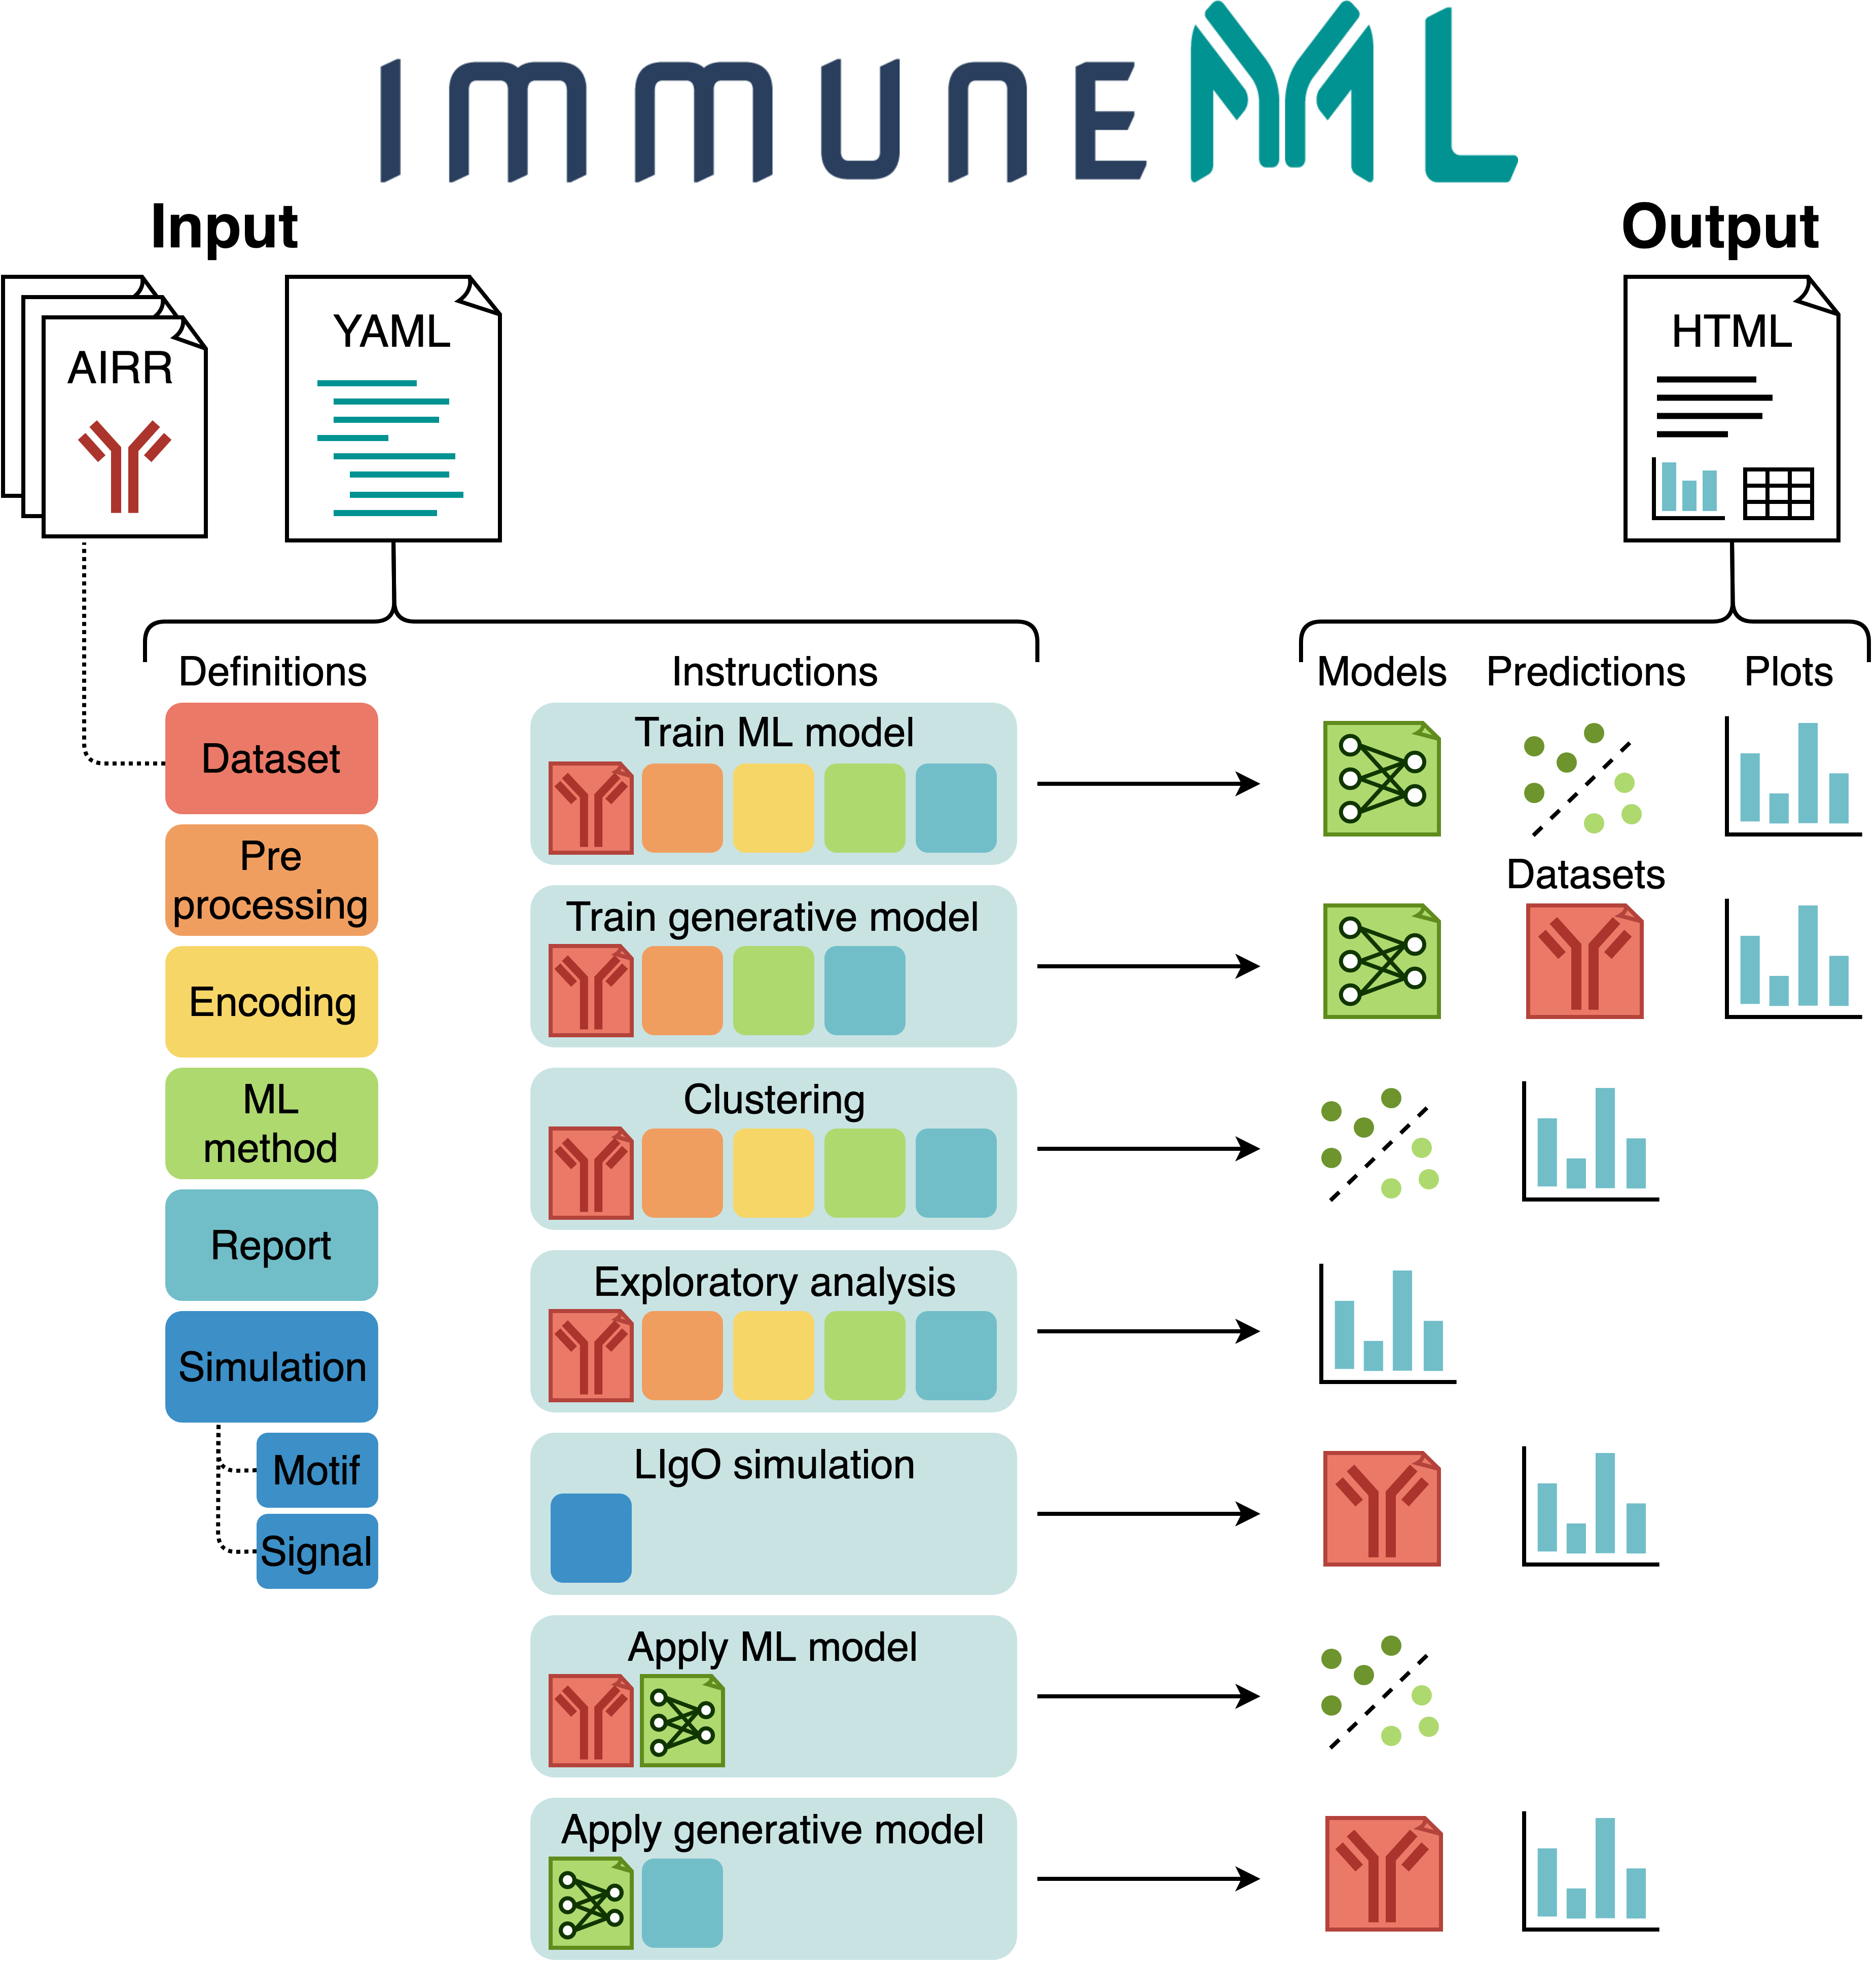 IMMUNEML
Input
Output
AIRR
YAML
HTML
Definitions
Instructions
Models
Predictions
Plots
Dataset
Pre
processing
Encoding
ML
method
Report
Simulation
Motif
Signal
Train ML model
Datasets
Train generative model
Clustering
Exploratory analysis
LIgO simulation
Apply ML model
Apply generative model